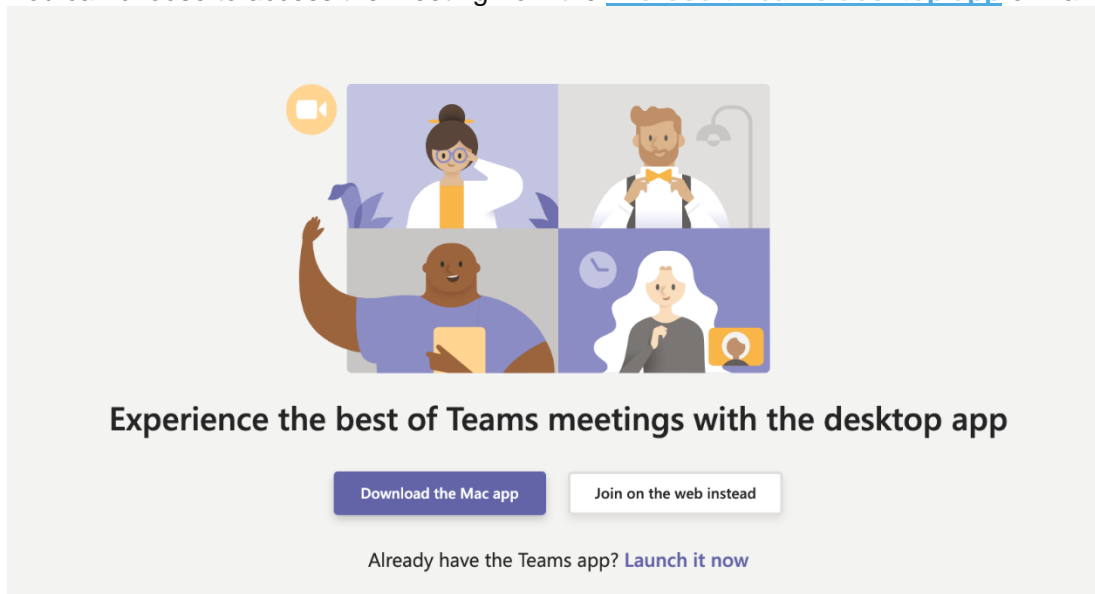 Experience the best of Teams meetings with the desktop app
Download the Mac app Join on the web instead
Already have the Teams app? Launch it now